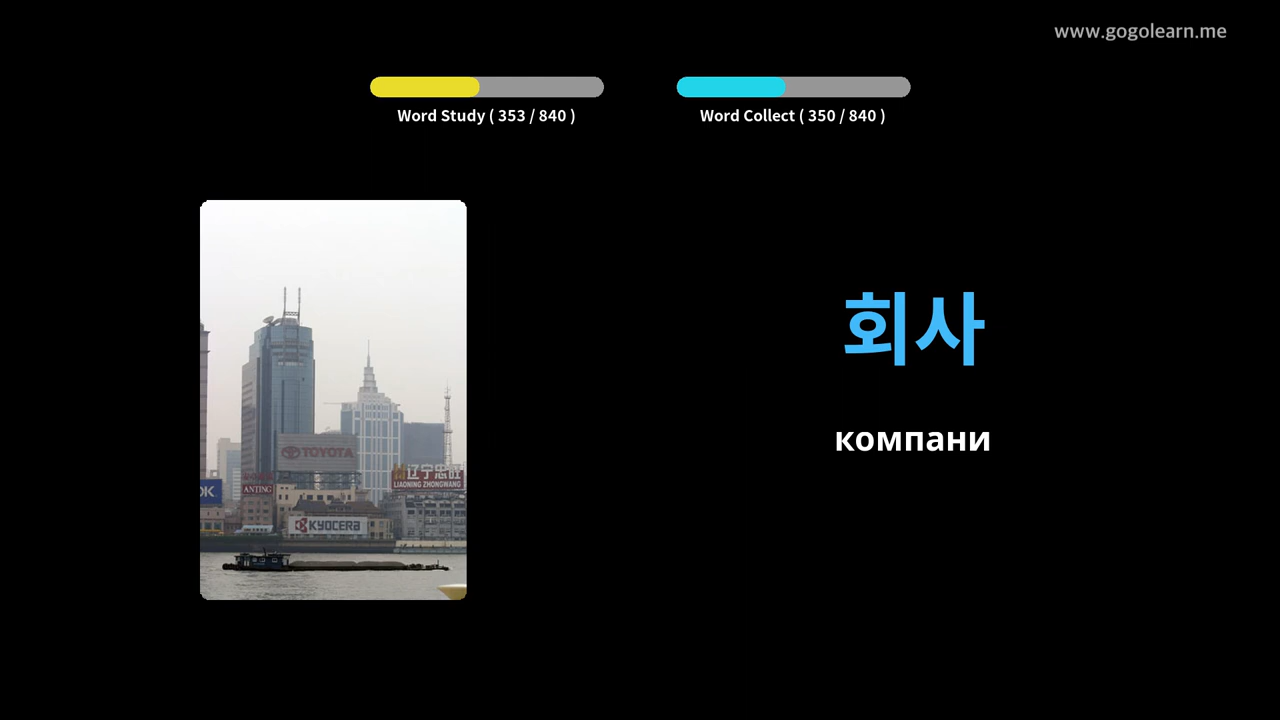 www.gogolearn.me
Word Study ( 353 / 840 )
Word Collect ( 350 / 840 )
회사
компани
TOYOTA
辽宁忠旺
LIAONING ZHONGWANG
ANTING
KYOCERA